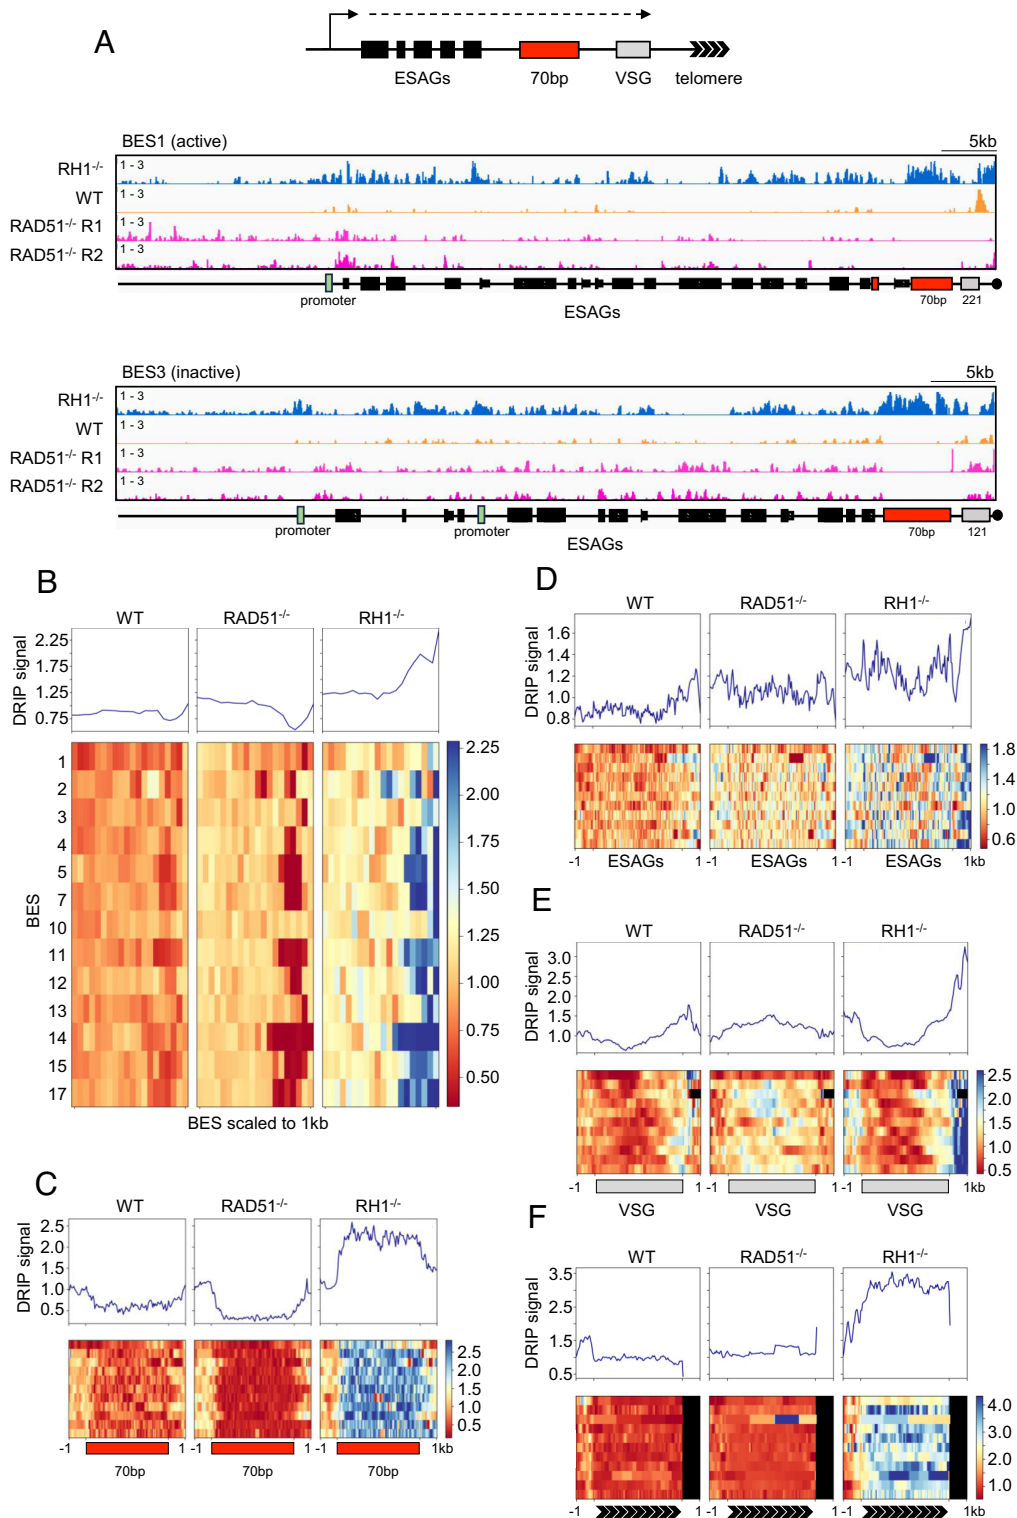 A
ESAGs 70bp VSG telomere
BES1 (active) 5kb
RH1-/- 1 - 3
WT 1 - 3
RAD51-/- R1 1 - 3
RAD51-/- R2 1 - 3
promoter ESAGs 70bp 221
BES3 (inactive) 5kb
RH1-/- 1 - 3
WT 1 - 3
RAD51-/- R1 1 - 3
RAD51-/- R2 1 - 3
promoter promoter ESAGs 70bp 121
B
WT RAD51-/- RH1-/-
DRIP signal
2.25
1.75
1.25
0.75
BES
1
2
3
4
5
7
10
11
12
13
14
15
17
2.25
2.00
1.75
1.50
1.25
1.00
0.75
0.50
BES scaled to 1kb
C
WT RAD51-/- RH1-/-
DRIP signal
2.5
2.0
1.5
1.0
0.5
2.5
2.0
1.5
1.0
0.5
-1 1 -1 1 -1 1kb
70bp 70bp 70bp
D
WT RAD51-/- RH1-/-
DRIP signal
1.6
1.4
1.2
1.0
0.8
1.8
1.4
1.0
0.6
-1 ESAGs 1 -1 ESAGs 1 -1 ESAGs 1kb
E
WT RAD51-/- RH1-/-
DRIP signal
3.0
2.0
1.5
1.0
2.5
2.0
1.5
1.0
0.5
-1 1 -1 1 -1 1kb
VSG VSG VSG
F
WT RAD51-/- RH1-/-
DRIP signal
3.5
2.5
1.5
0.5
4.0
3.0
2.0
1.0
-1 1 -1 1 -1 1kb